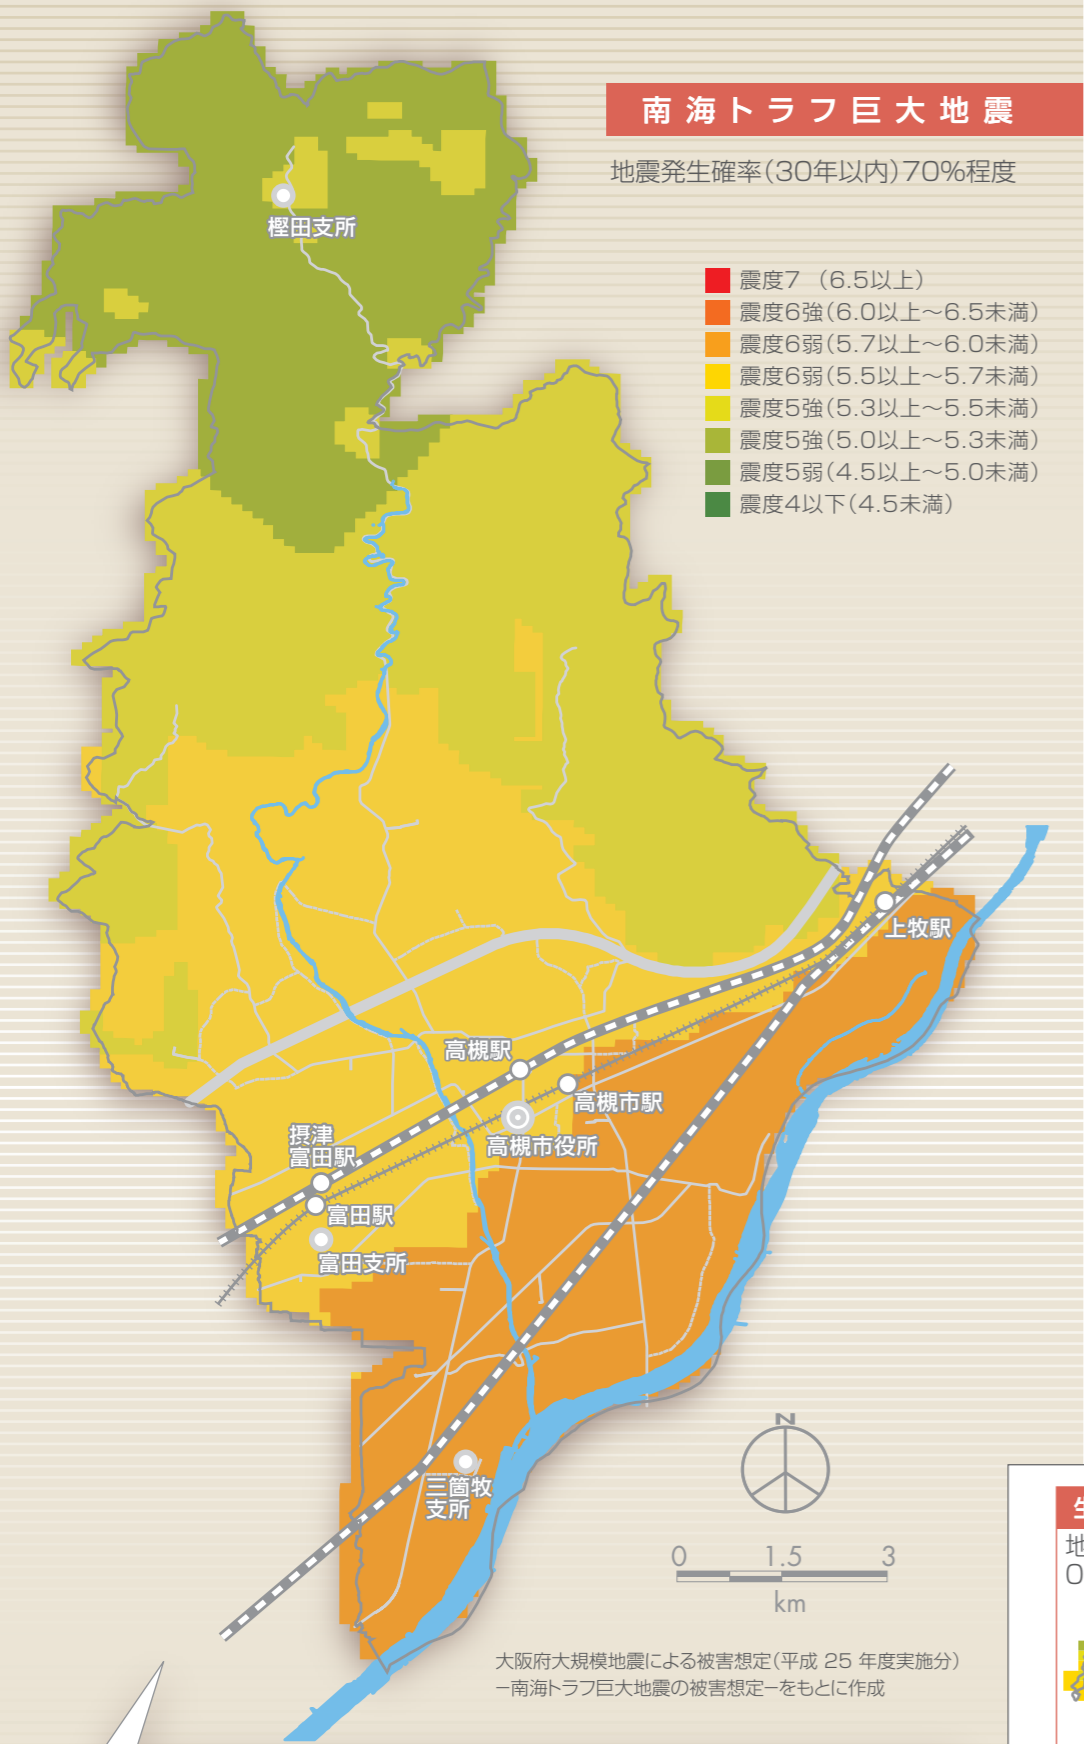 南海トラフ巨大地震
地震発生確率(30年以内)70%程度
震度7 (6.5以上)
震度6強(6.0以上～6.5未満)
震度6弱(5.7以上～6.0未満)
震度6弱(5.5以上～5.7未満)
震度5強(5.3以上～5.5未満)
震度5強(5.0以上～5.3未満)
震度5弱(4.5以上～5.0未満)
震度4以下(4.5未満)
樫田支所
上牧駅
高槻駅
高槻市駅
高槻市役所
摂津
富田駅
富田駅
富田支所
三箇牧
支所
N
0 1.5 3
km
大阪府大規模地震による被害想定(平成 25 年度実施分)
−南海トラフ巨大地震の被害想定−をもとに作成
地
0